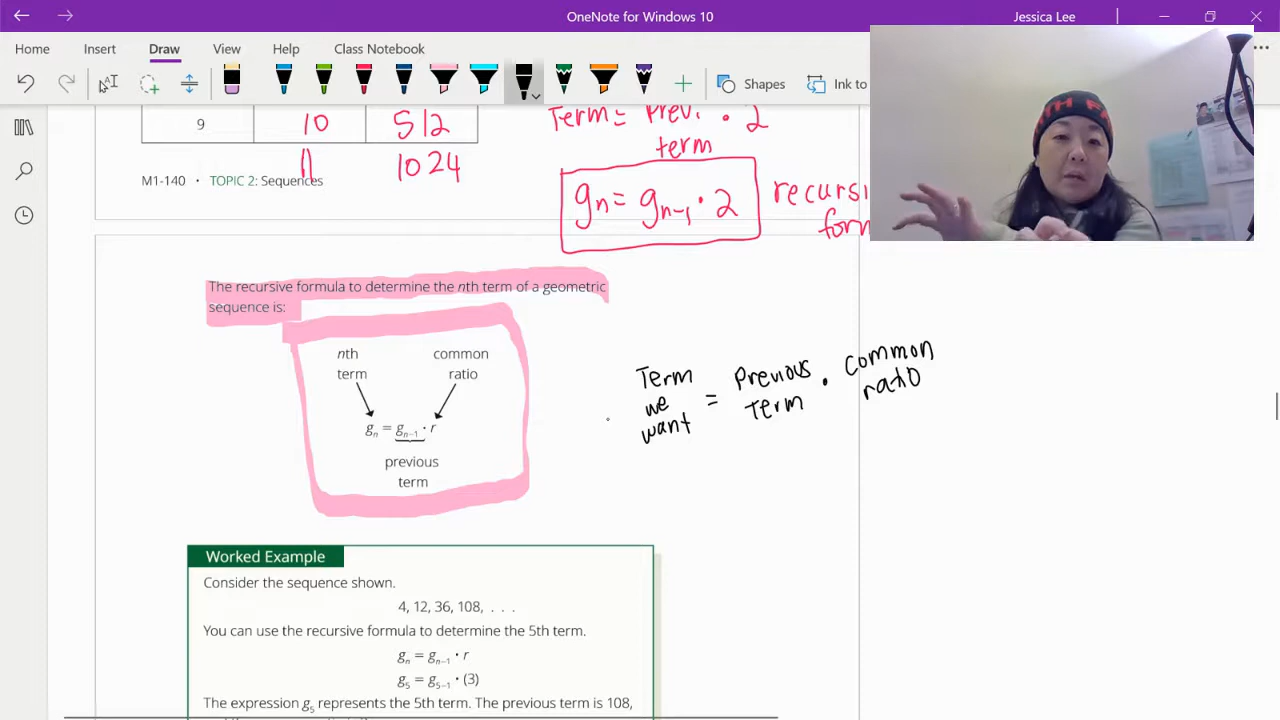 OneNote for Windows 10
Jessica Lee
Home Insert Draw View Help Class Notebook
Shapes
Ink to
9 10 512
11 1024
Term = Prev. term · 2
gn = gn-1 · 2
recursi
form
M1-140 • TOPIC 2: Sequences
The recursive formula to determine the nth term of a geometric
sequence is:
nth term
common ratio
gn = gn−1 · r
previous
term
Term we want = Previous Term · common ratio
Worked Example
Consider the sequence shown.
4, 12, 36, 108, . . .
You can use the recursive formula to determine the 5th term.
gn = gn−1 • r
g5 = g5−1 • (3)
The expression g5 represents the 5th term. The previous term is 108,